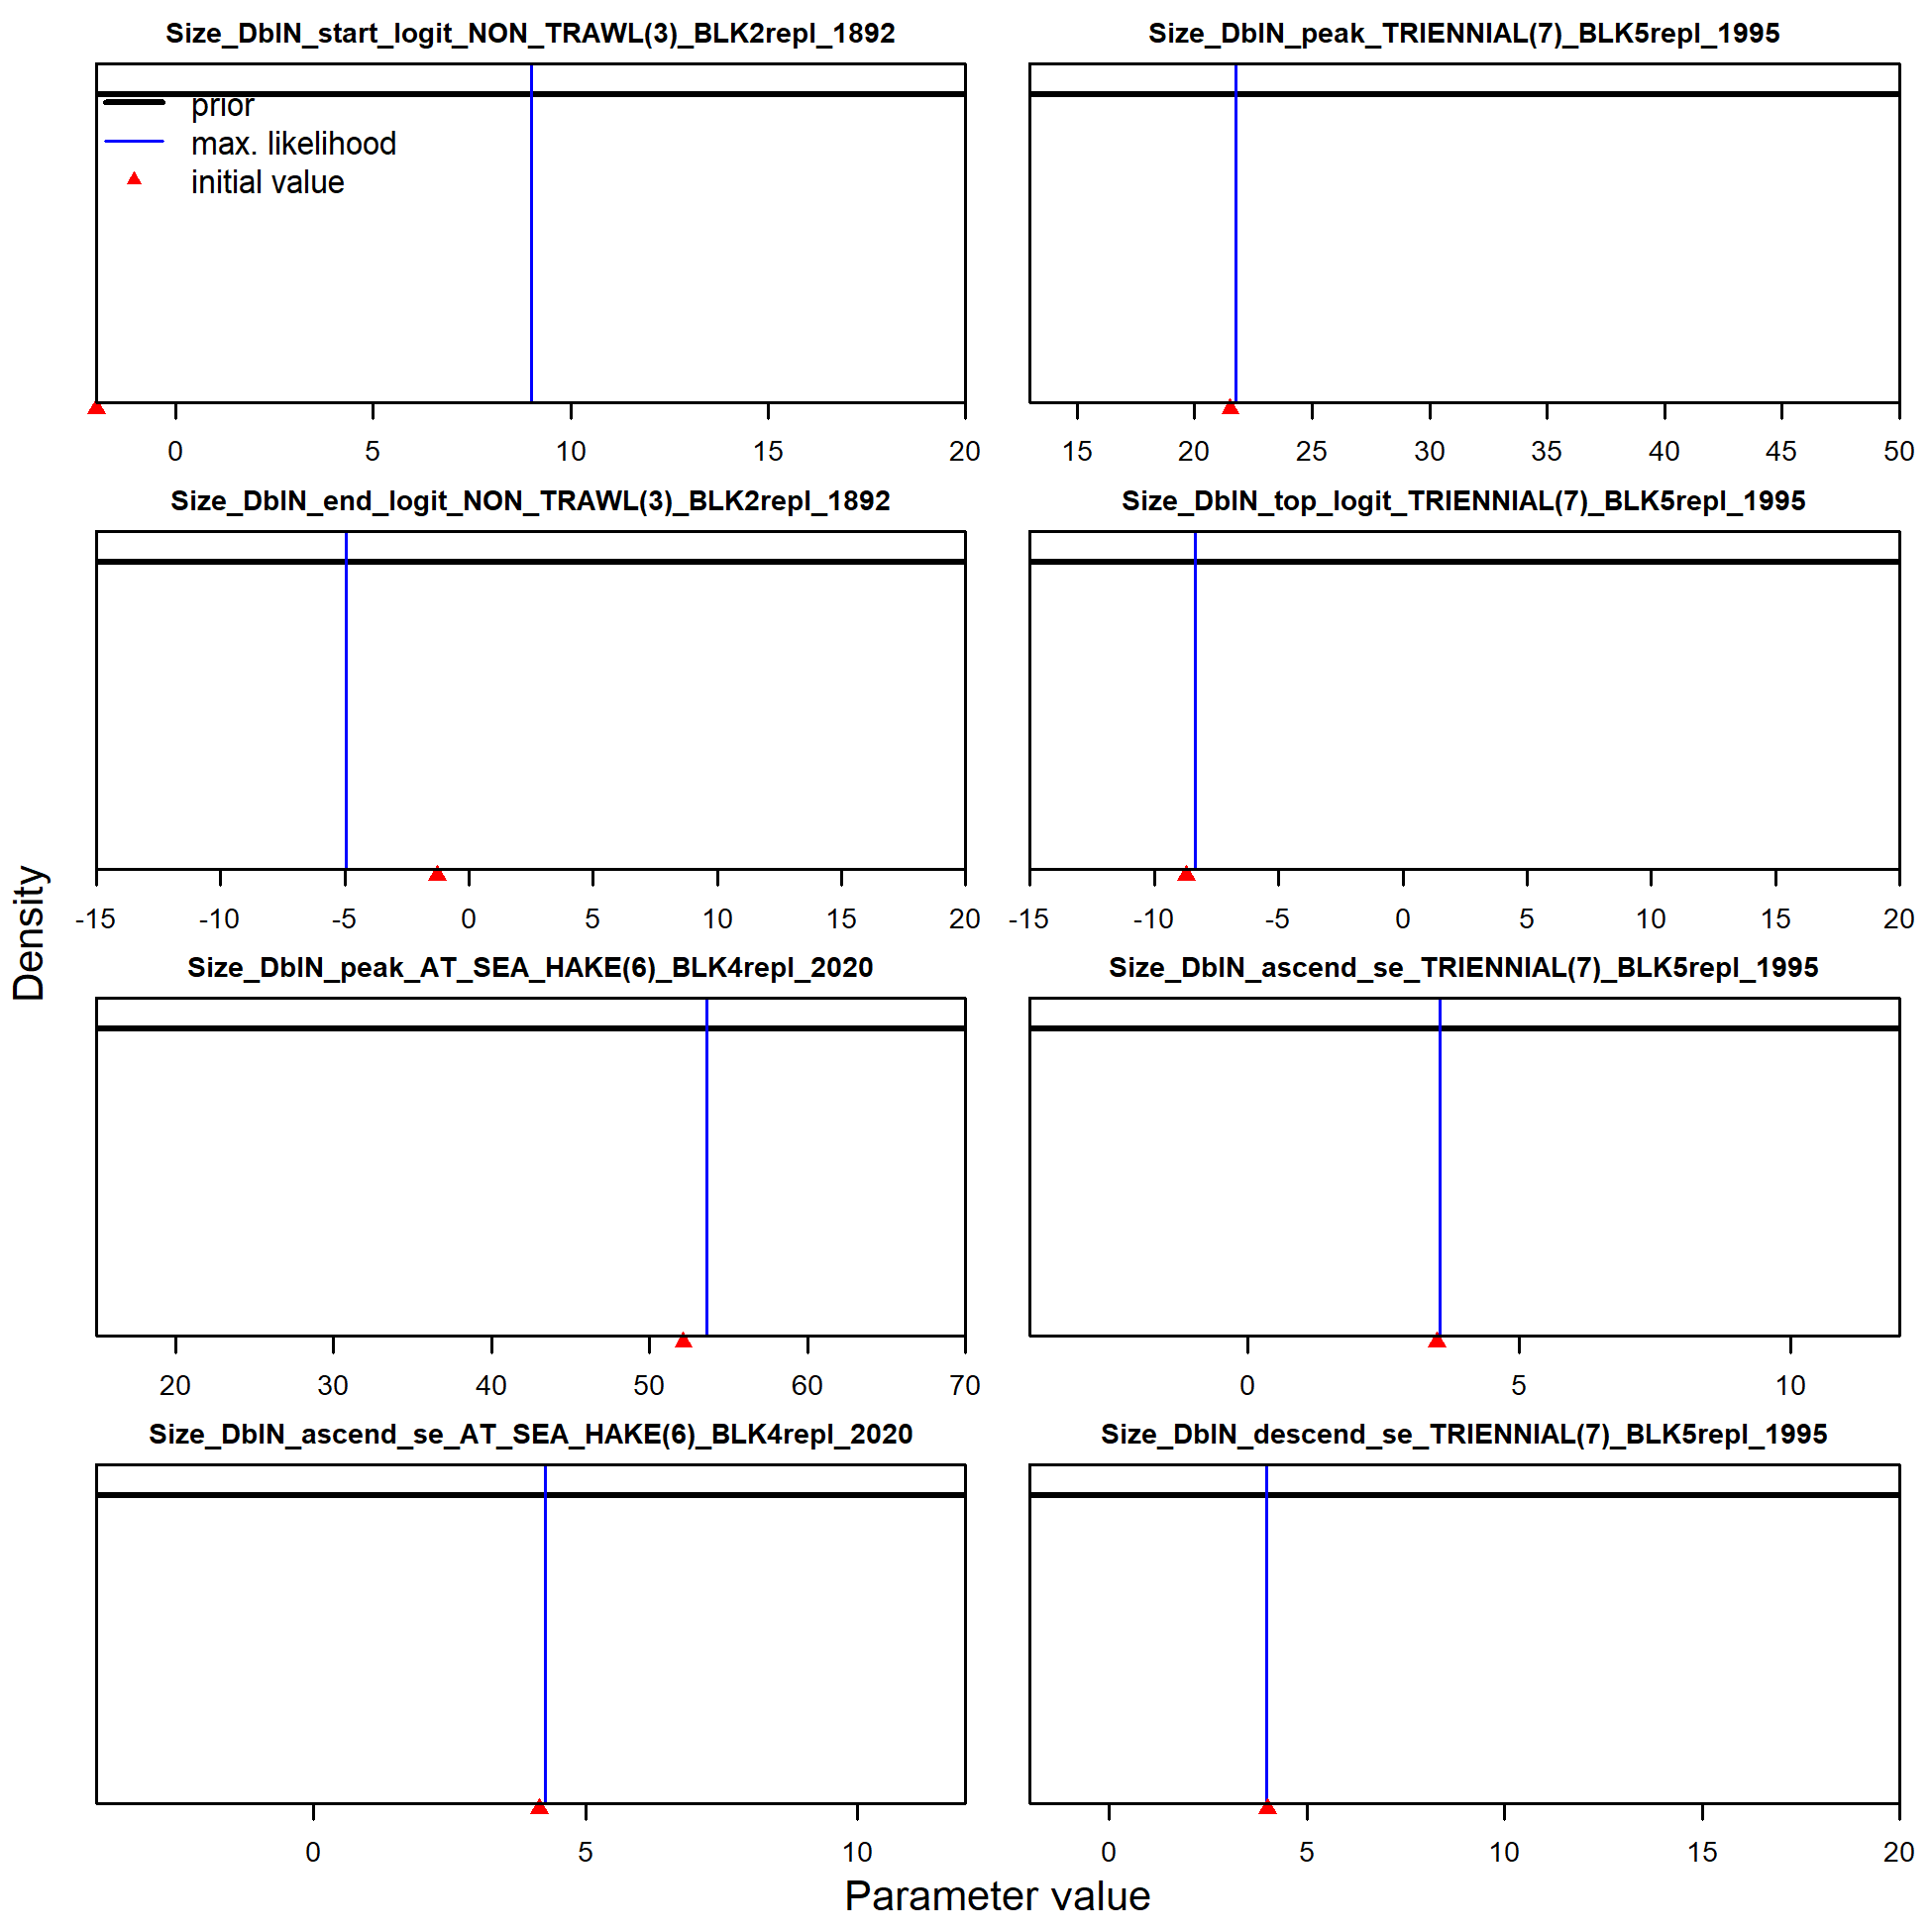 Size_DblN_start_logit_NON_TRAWL(3)_BLK2repl_1892
prior
max. likelihood
initial value
0 5 10 15 20
Size_DblN_peak_TRIENNIAL(7)_BLK5repl_1995
15 20 25 30 35 40 45 50
Size_DblN_end_logit_NON_TRAWL(3)_BLK2repl_1892
-15 -10 -5 0 5 10 15 20
Size_DblN_top_logit_TRIENNIAL(7)_BLK5repl_1995
-15 -10 -5 0 5 10 15 20
Density
Size_DblN_peak_AT_SEA_HAKE(6)_BLK4repl_2020
20 30 40 50 60 70
Size_DblN_ascend_se_TRIENNIAL(7)_BLK5repl_1995
0 5 10
Size_DblN_ascend_se_AT_SEA_HAKE(6)_BLK4repl_2020
0 5 10
Size_DblN_descend_se_TRIENNIAL(7)_BLK5repl_1995
0 5 10 15 20
Parameter value